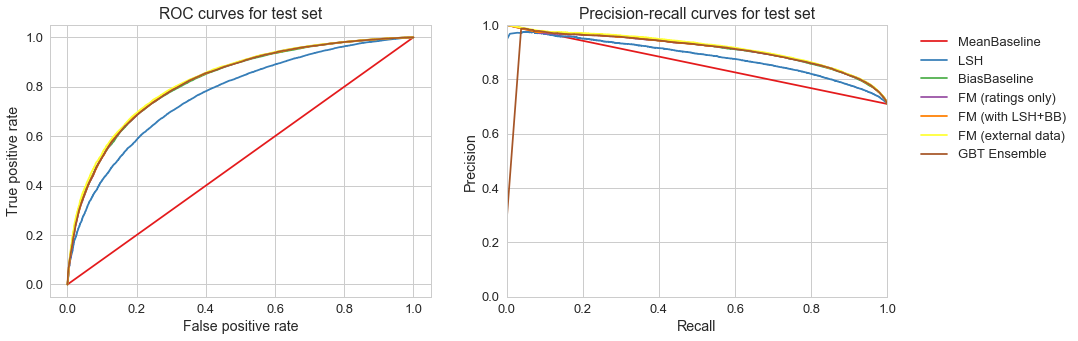 ROC curves for test set
1.0
0.8
0.6
0.4
0.2
0.0
True positive rate
0.0 0.2 0.4 0.6 0.8 1.0
False positive rate
Precision-recall curves for test set
1.0
0.8
0.6
0.4
0.2
0.0
Precision
0.0 0.2 0.4 0.6 0.8 1.0
Recall
MeanBaseline
LSH
BiasBaseline
FM (ratings only)
FM (with LSH+BB)
FM (external data)
GBT Ensemble